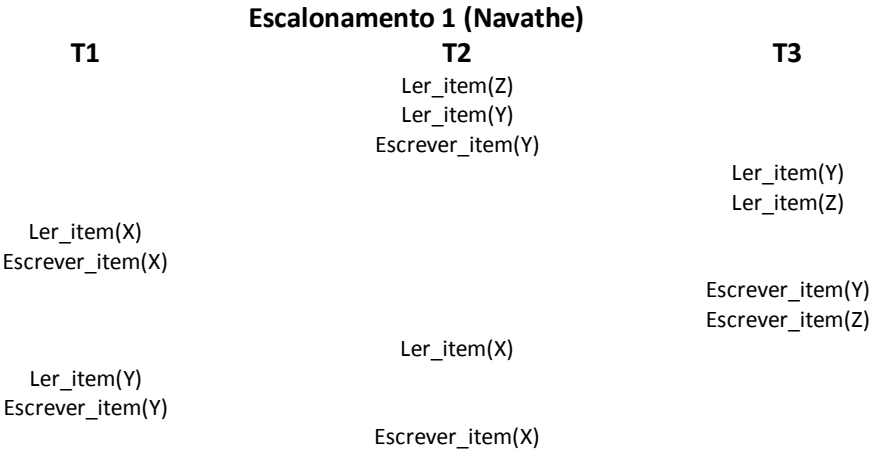 Escalonamento 1 (Navathe)
T1 T2 T3
Ler_item(Z)
Ler_item(Y)
Escrever_item(Y)
Ler_item(Y)
Ler_item(Z)
Ler_item(X)
Escrever_item(X)
Escrever_item(Y)
Escrever_item(Z)
Ler_item(X)
Ler_item(Y)
Escrever_item(Y)
Escrever_item(X)